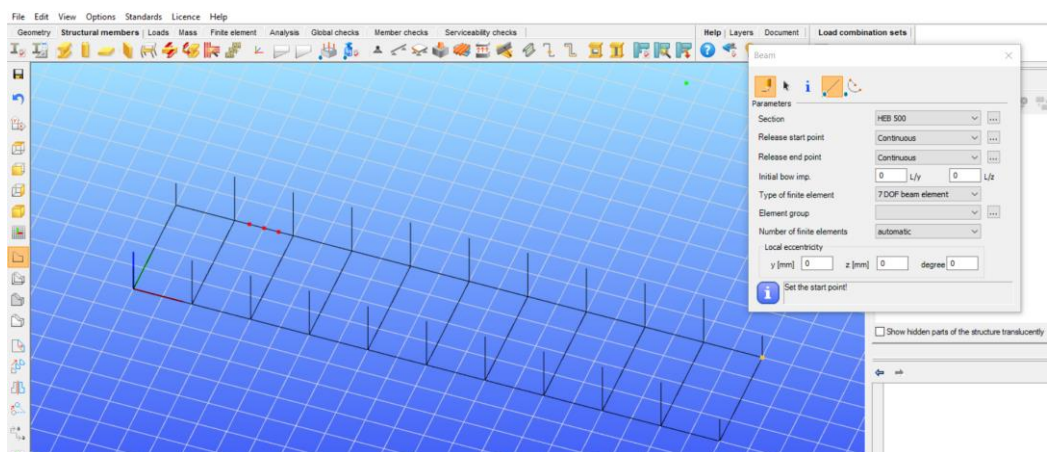 File Edit View Options Standards Licence Help
Geometry Structural members Loads Mass Finite element Analysis Global checks Member checks Serviceability checks Help Layers Document Load combination sets
Beam
Parameters
Section HEB 500
Release start point Continuous
Release end point Continuous
Initial bow imp. 0 L/y 0 L/z
Type of finite element 7 DOF beam element
Element group
Number of finite elements automatic
Local eccentricity
y [mm] 0 z [mm] 0 degree 0
Set the start point!
Show hidden parts of the structure translucently